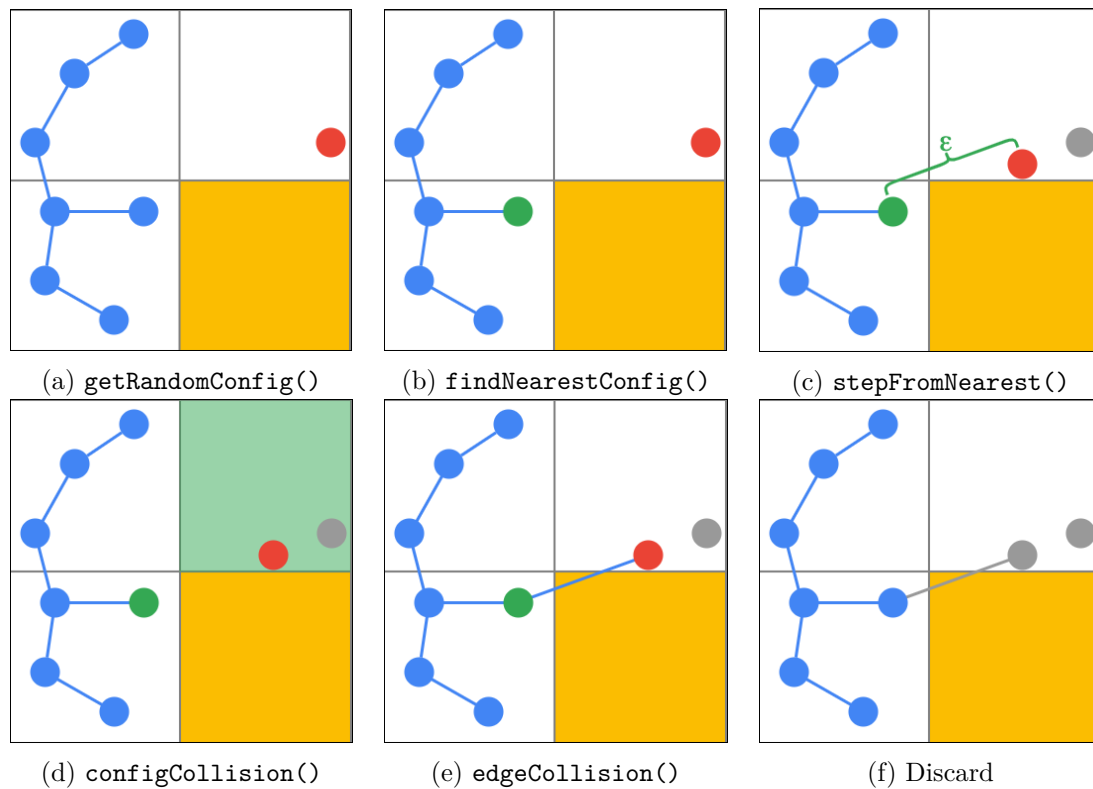 ε
(a) getRandomConfig()
(b) findNearestConfig()
(c) stepFromNearest()
(d) configCollision()
(e) edgeCollision()
(f) Discard